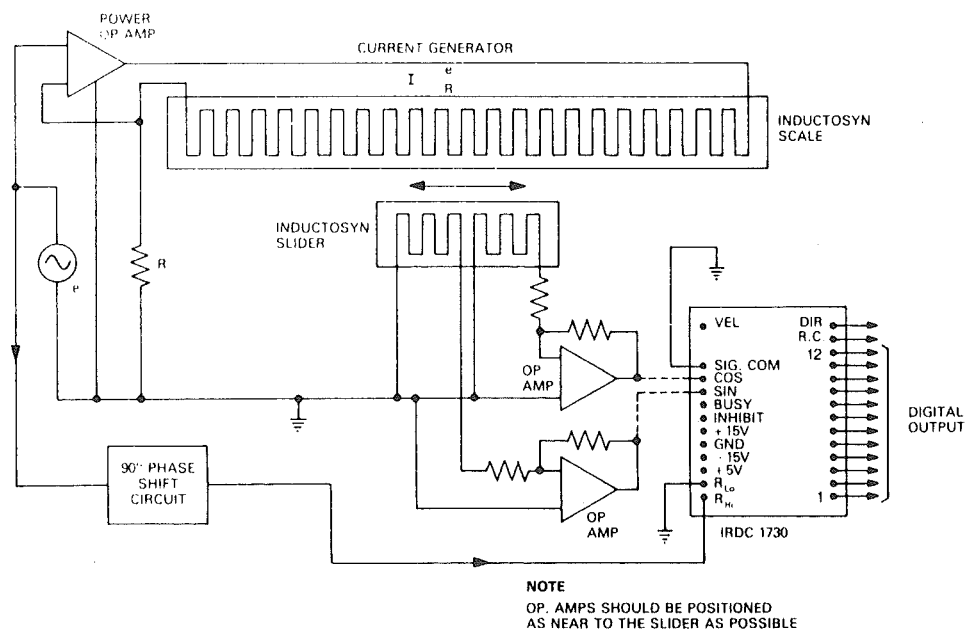 POWER
OP AMP
CURRENT GENERATOR
I e
R
INDUCTOSYN
SCALE
INDUCTOSYN
SLIDER
R
e
VEL
DIR
R.C.
12
SIG. COM
COS
SIN
BUSY
INHIBIT
+ 15V
GND
- 15V
+ 5V
R Lo
R Hi
1
OP
AMP
DIGITAL
OUTPUT
90° PHASE
SHIFT
CIRCUIT
OP
AMP
IRDC 1730
NOTE
OP. AMPS SHOULD BE POSITIONED
AS NEAR TO THE SLIDER AS POSSIBLE